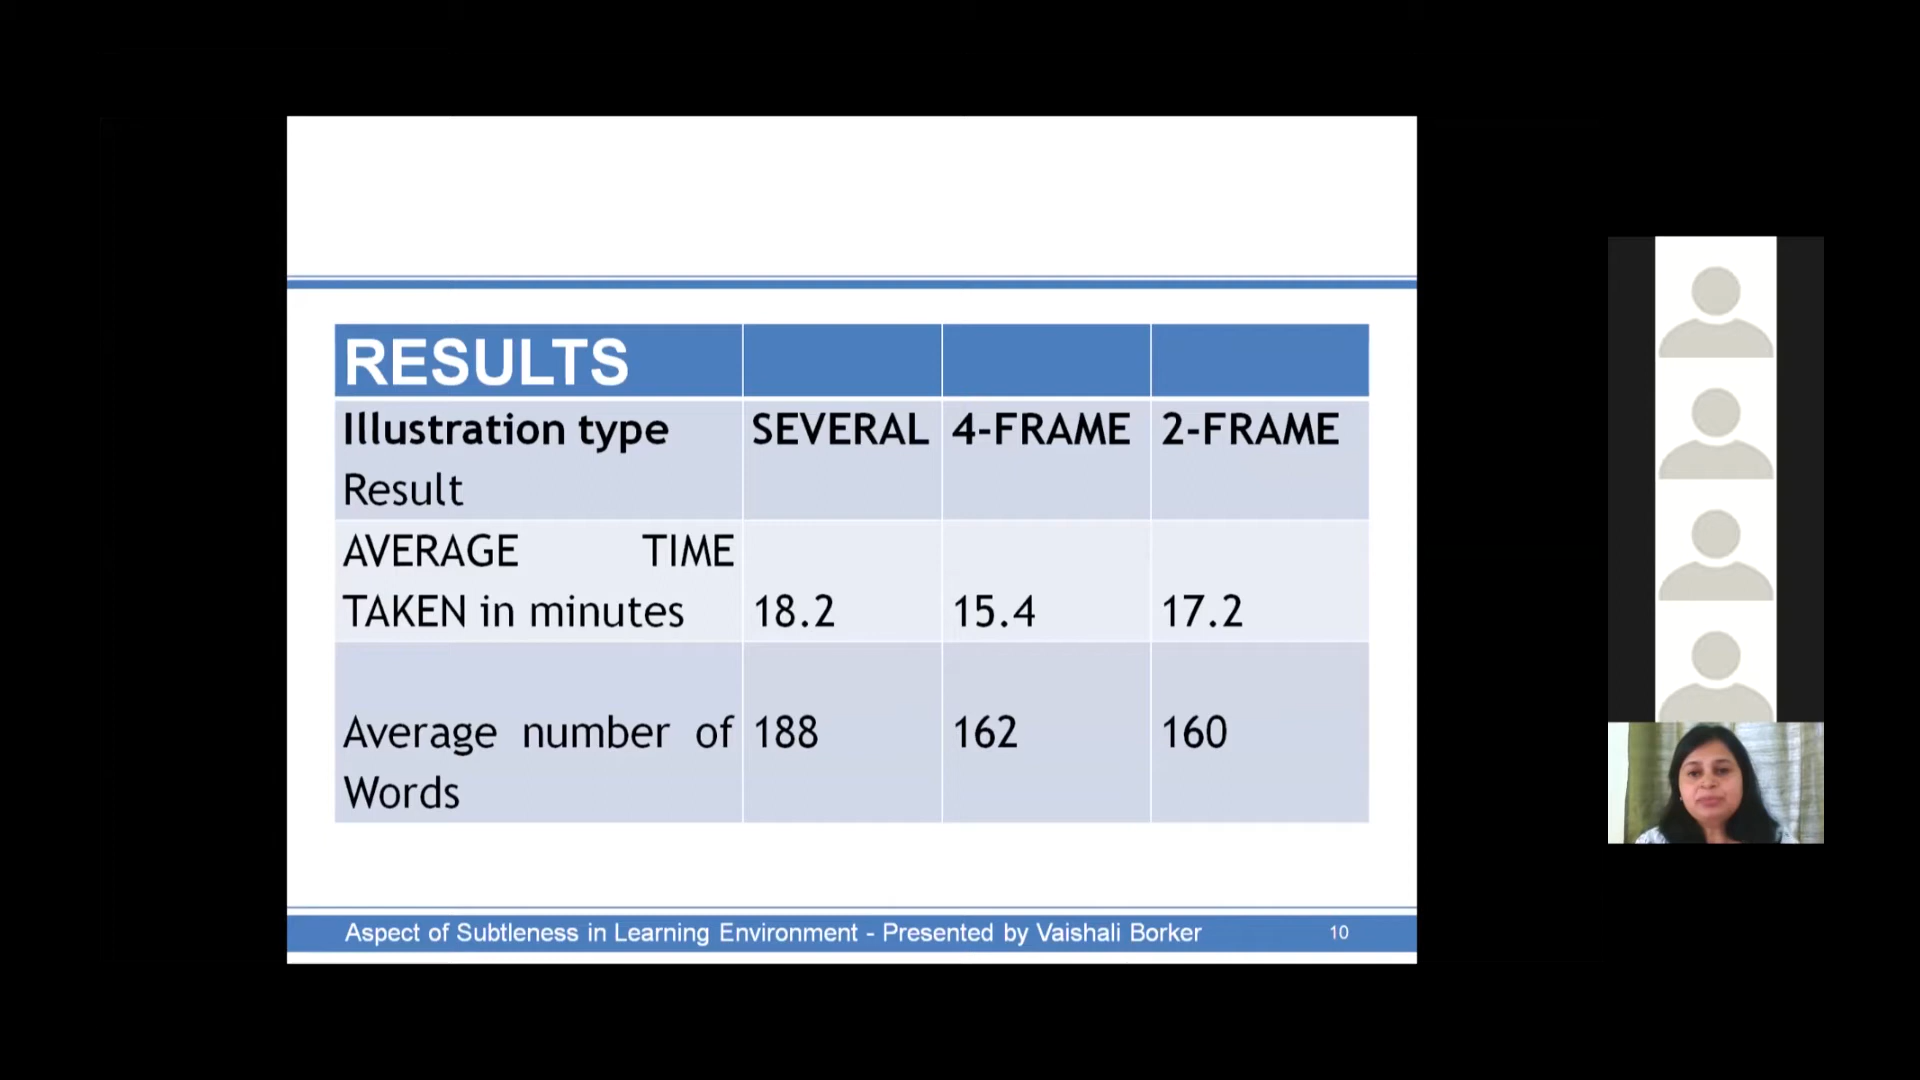 RESULTS
Illustration type SEVERAL 4-FRAME 2-FRAME
Result
AVERAGE TIME
TAKEN in minutes 18.2 15.4 17.2
Average number of 188 162 160
Words
Aspect of Subtleness in Learning Environment - Presented by Vaishali Borker 10